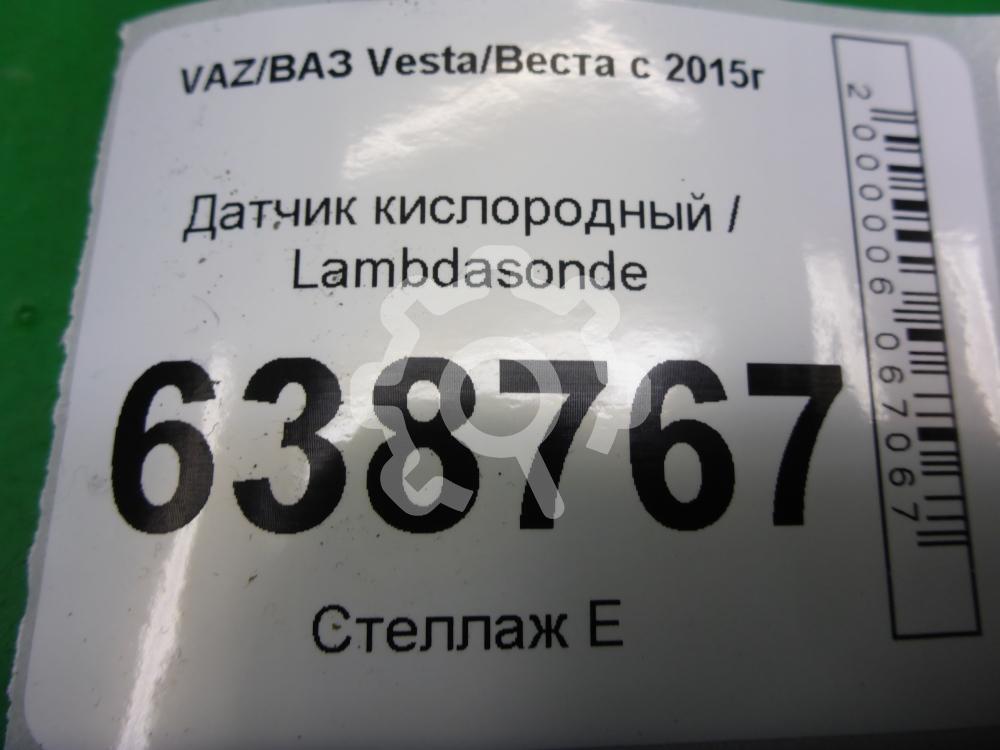 VAZ/ВАЗ Vesta/Веста с 2015г
Датчик кислородный /
Lambdasonde
638767
Стеллаж Е
2000006067067